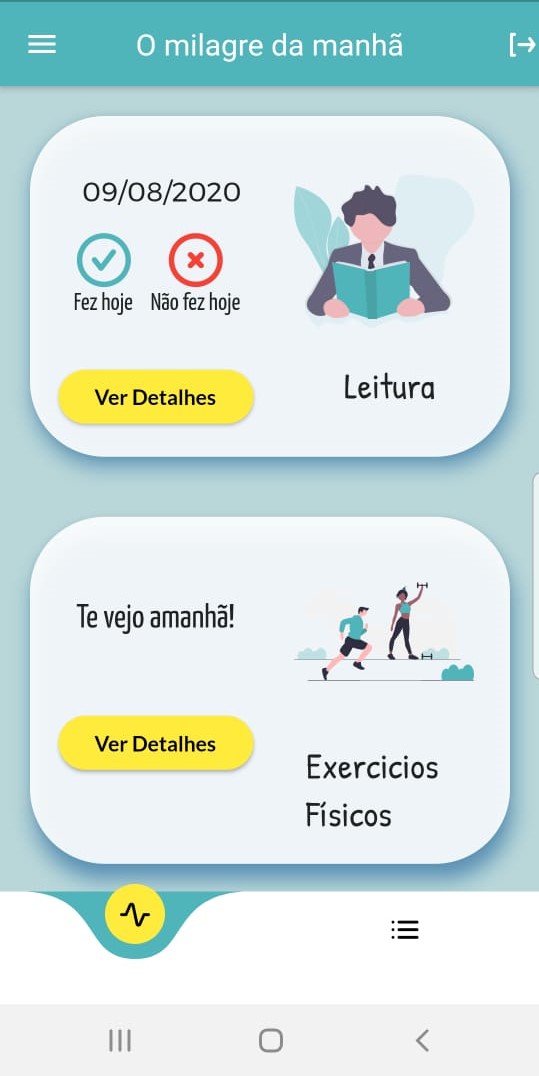 O milagre da manhã
09/08/2020
Fez hoje Não fez hoje
Ver Detalhes
Leitura
Te vejo amanhã!
Ver Detalhes
Exercicios
Físicos